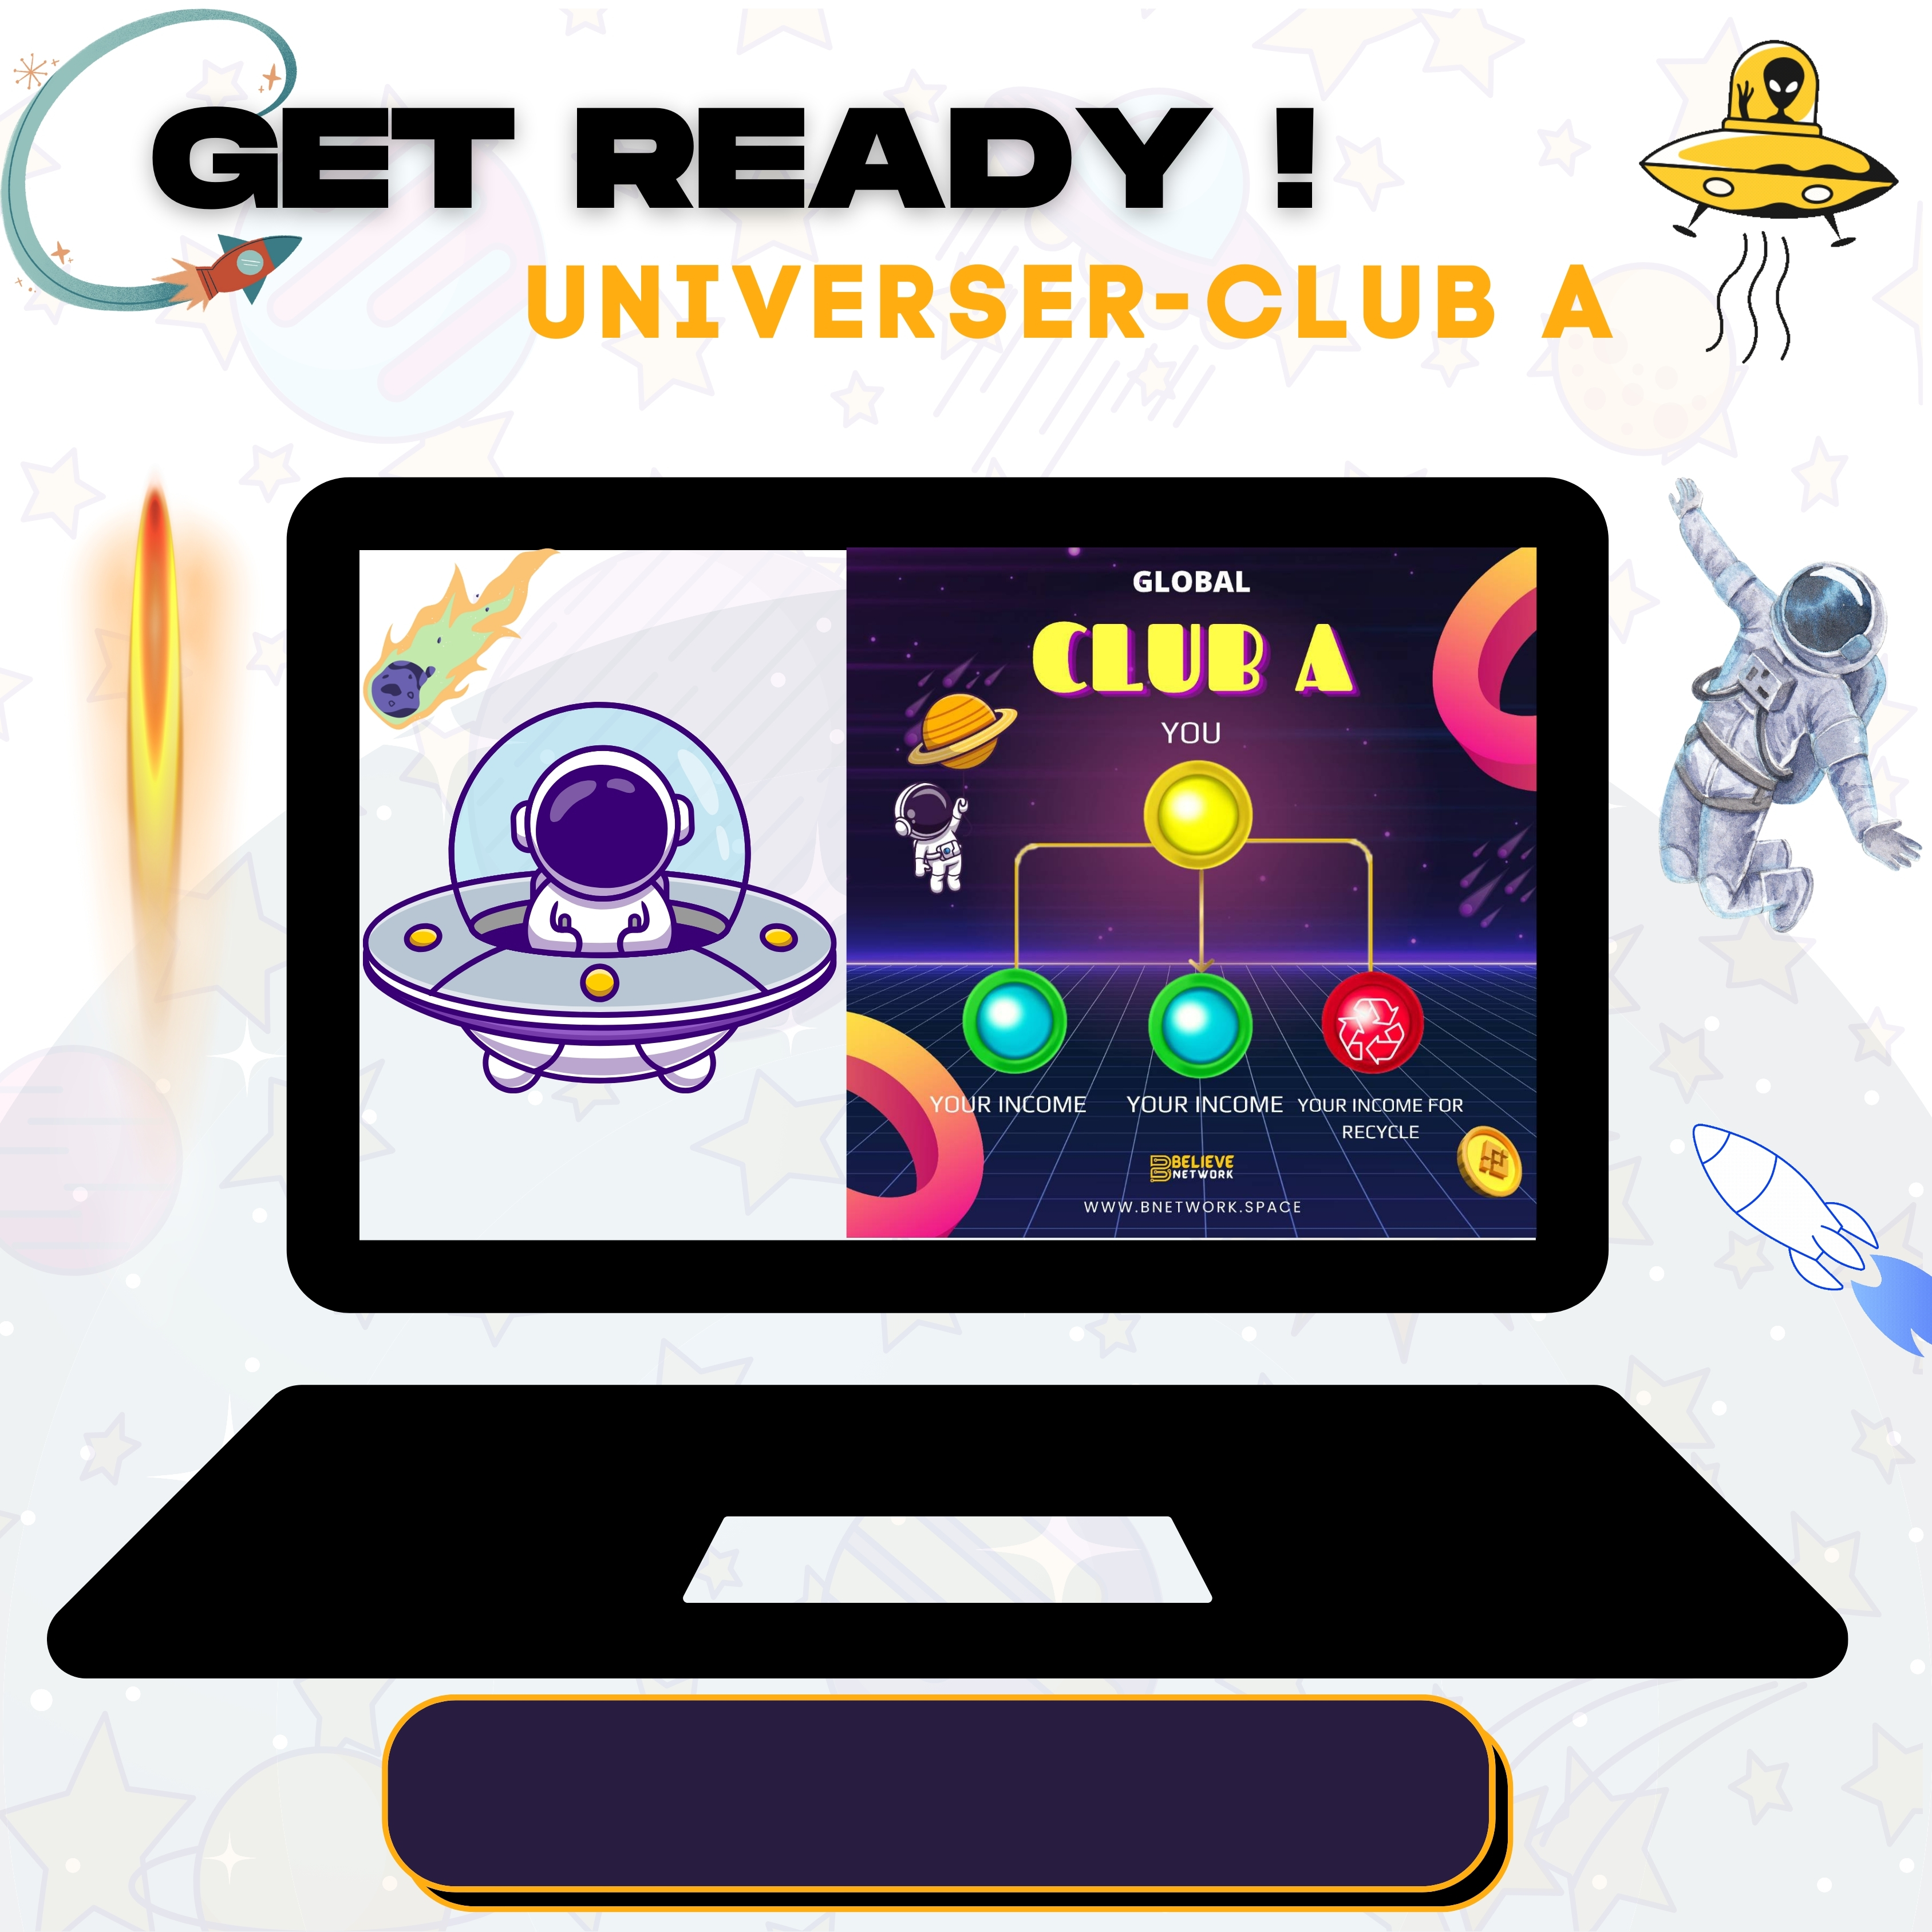 GET READY !
UNIVERSER-CLUB A
GLOBAL
CLUB A
YOU
YOUR INCOME
YOUR INCOME
YOUR INCOME FOR
RECYCLE
BELIEVE
NETWORK
WWW.BNETWORK.SPACE